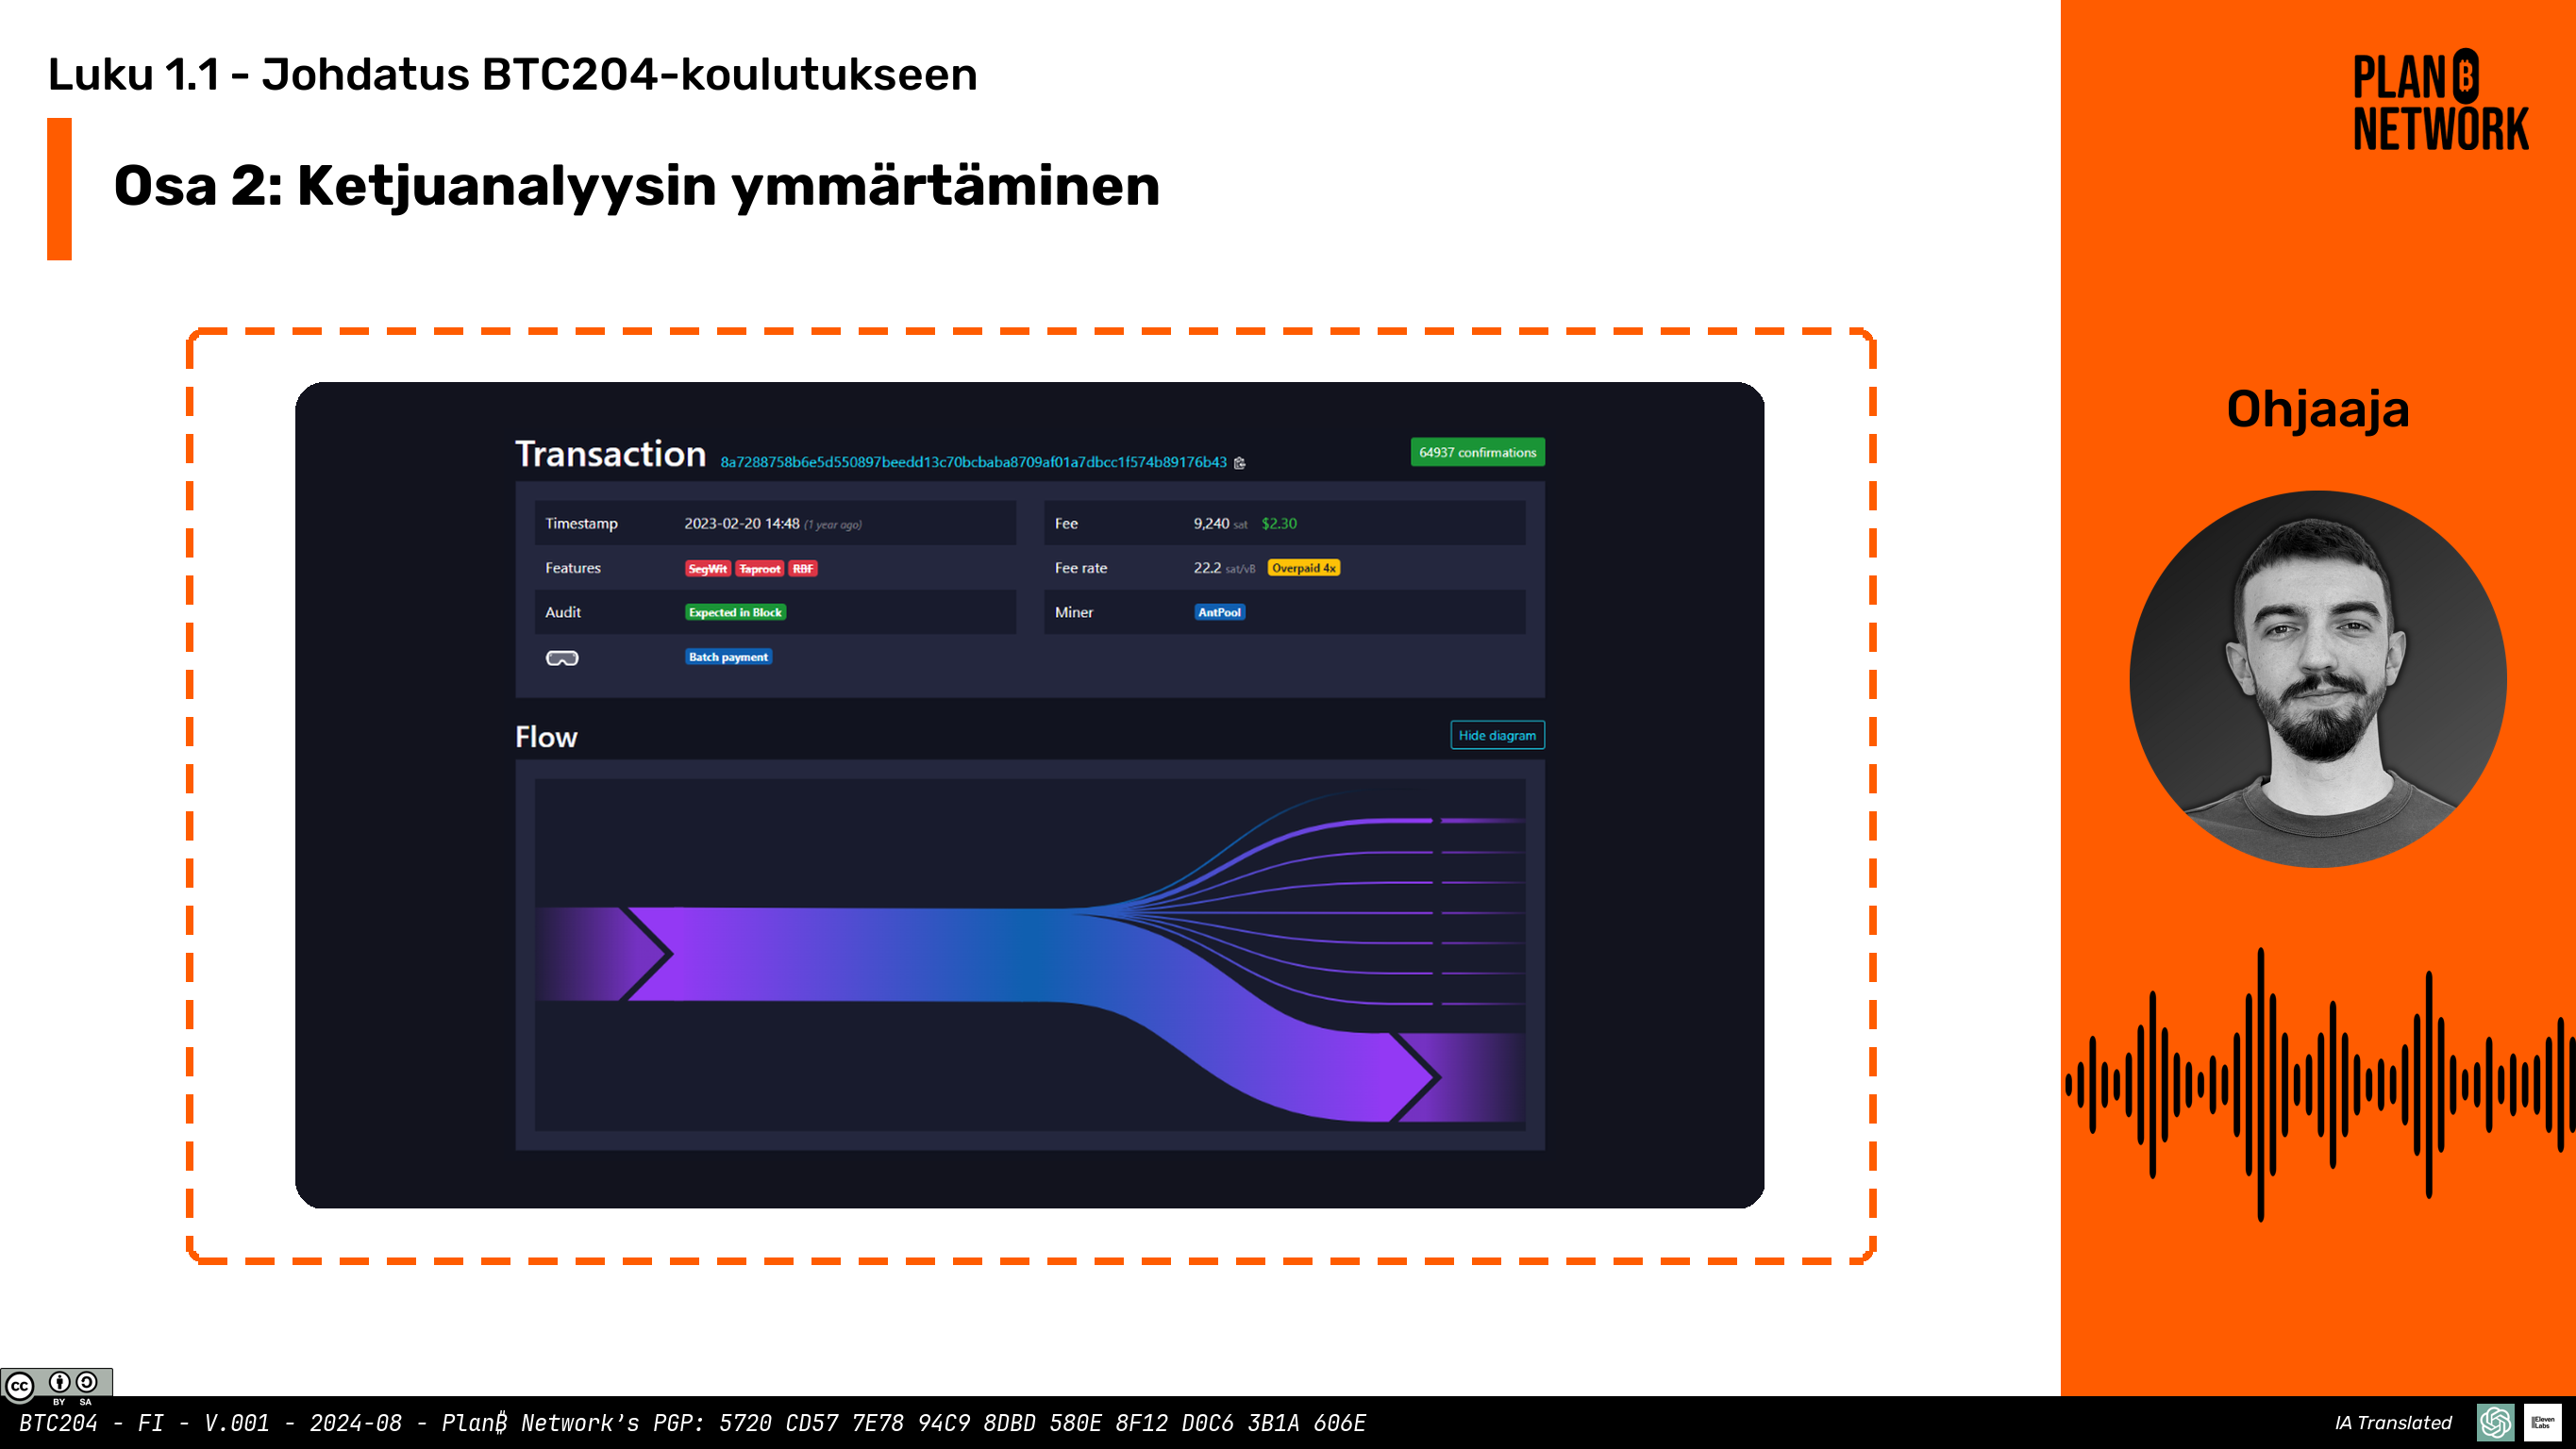 Luku 1.1 - Johdatus BTC204-koulutukseen
Osa 2: Ketjuanalyysin ymmärtäminen
PLAN B
NETWORK
Ohjaaja
Transaction 8a7288758b6e5d550897beedd13c70bcbaba8709af01a7dbcc1f574b89176b43
64937 confirmations
Timestamp 2023-02-20 14:48 (1 year ago)
Fee 9,240 sat $2.30
Features SegWit Taproot RBF
Fee rate 22.2 sat/vB Overpaid 4x
Audit Expected in Block
Miner AntPool
Batch payment
Flow
Hide diagram
cc BY SA
BTC204 - FI - V.001 - 2024-08 - Plan₿ Network's PGP: 5720 CD57 7E78 94C9 8DBD 580E 8F12 D0C6 3B1A 606E
IA Translated
ElevenLabs